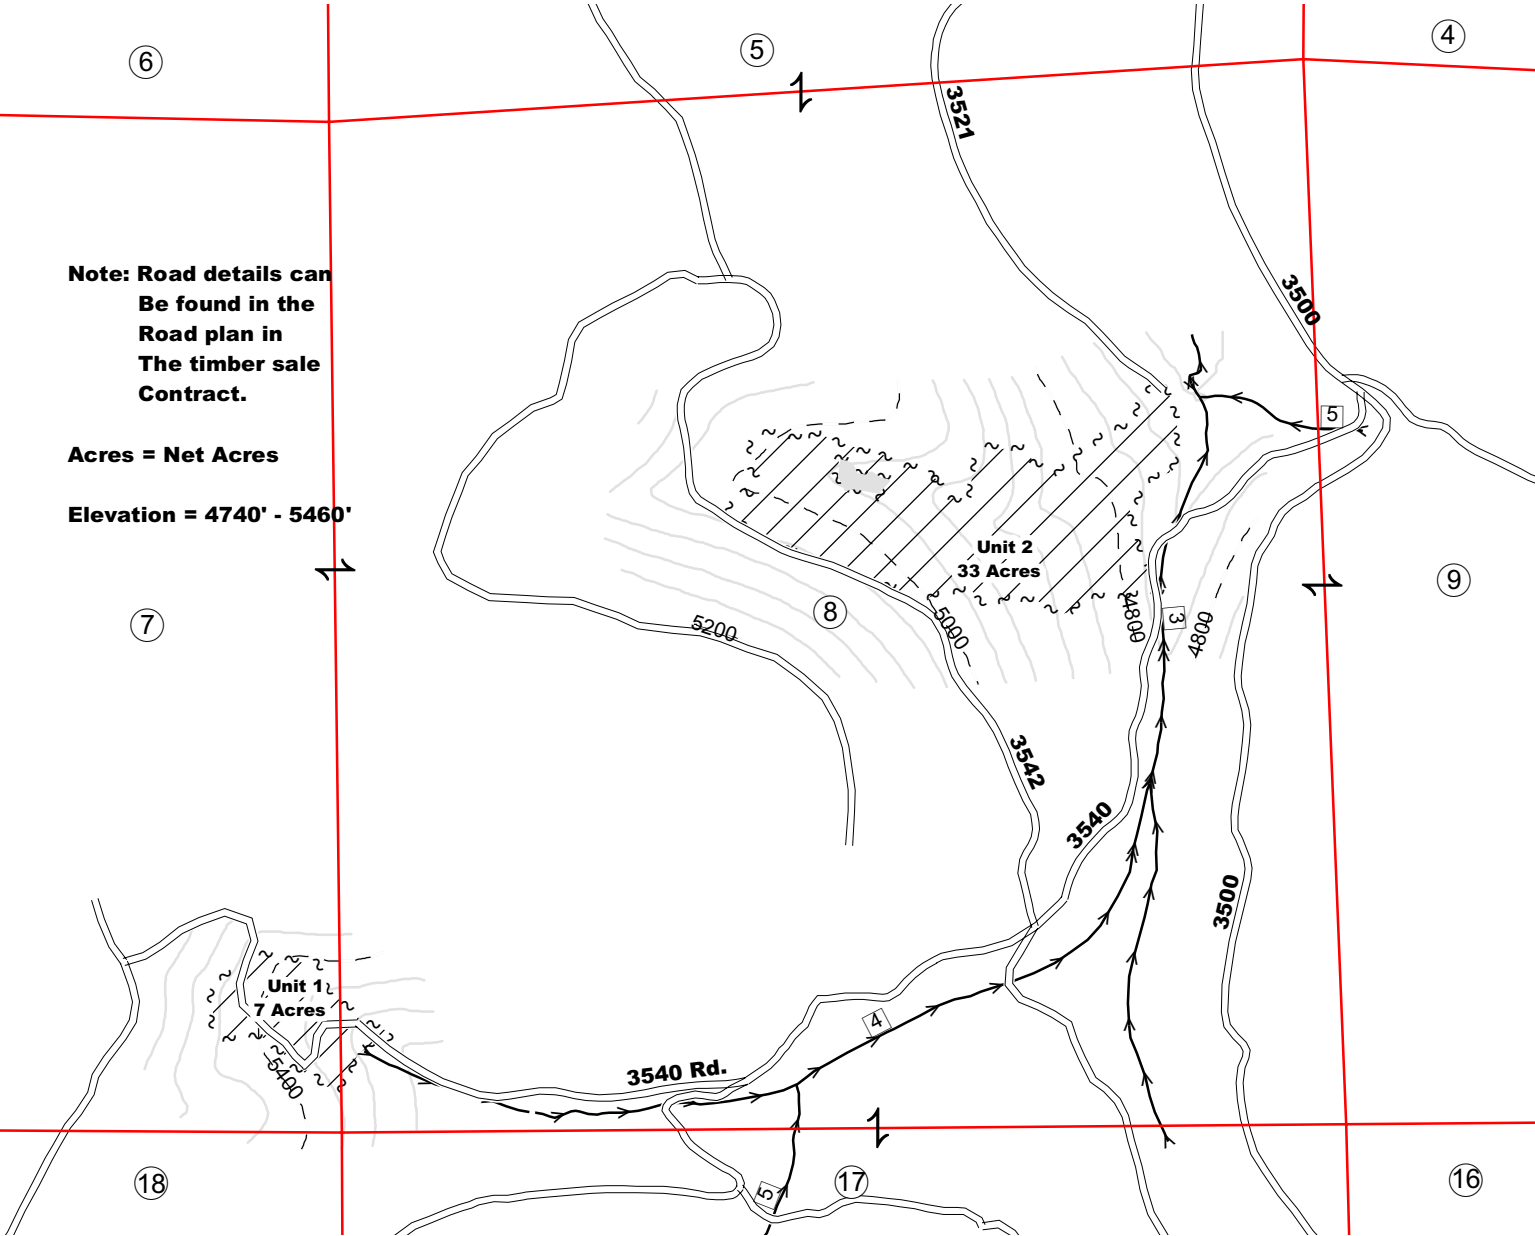 6
5
4
3521
Note: Road details can
Be found in the
Road plan in
The timber sale
Contract.
3500
5
Acres = Net Acres
Elevation = 4740' - 5460'
Unit 2
33 Acres
9
7
8
5200
5000
4800
3
4800
3542
3540
3500
Unit 1
7 Acres
4
3540 Rd.
5400
18
5
17
16